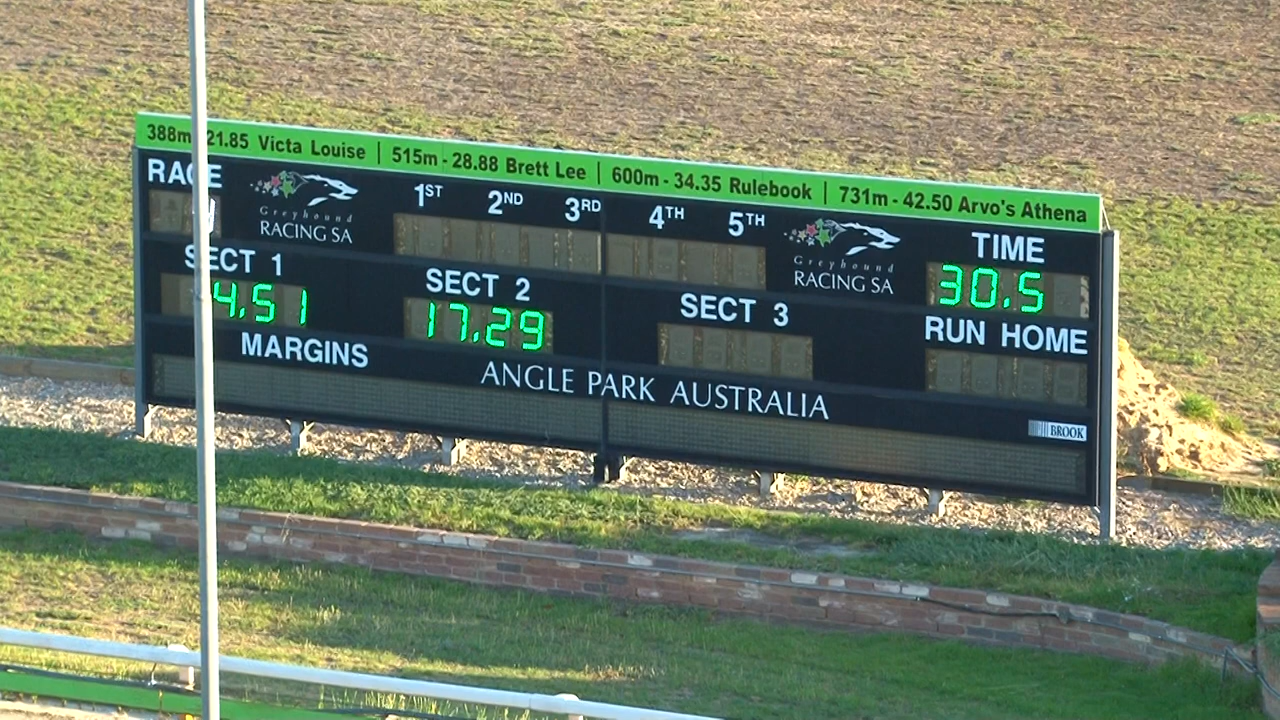 388m 21.85 Victa Louise | 515m - 28.88 Brett Lee | 600m - 34.35 Rulebook | 731m - 42.50 Arvo's Athena
RACE
Greyhound
RACING SA
1ST 2ND 3RD 4TH 5TH
Greyhound
RACING SA
TIME
30.5
SECT 1
4.51
SECT 2
17.29
SECT 3
RUN HOME
MARGINS
ANGLE PARK AUSTRALIA
BROOK